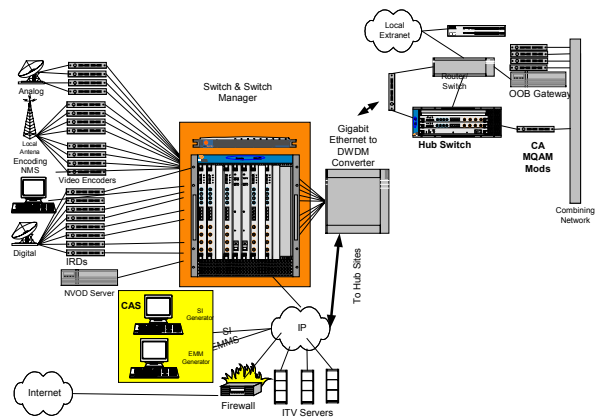 Local
Extranet
Router/
Switch
OOB Gateway
Switch & Switch
Manager
Analog
Local
Antena
Encoding
NMS
Video Encoders
Gigabit
Ethernet to
DWDM
Converter
Hub Switch
CA
MQAM
Mods
Combining
Network
Digital
IRDs
NVOD Server
To Hub Sites
CAS
SI
Generator
EMM
Generator
SI
EMMS
IP
Internet
Firewall
ITV Servers